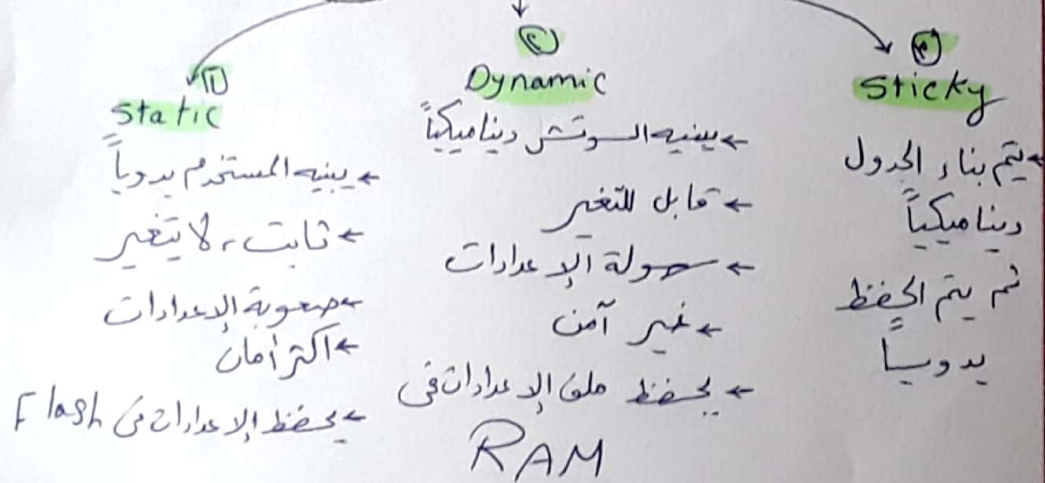 ①
Static
← يبنيه المستخدم يدوياً
← ثابت، لا يتغير
← صعوبة الإعدادات
← اكثر أمان
← يحفظ الإعدادات في Flash
②
Dynamic
← يبنيه السوتش ديناميكياً
← قابل للتغير
← سهولة الإعدادات
← غير آمن
← يحفظ ملف الإعدادات في
RAM
③
Sticky
← يتم بناء الجدول
ديناميكياً
ثم يتم الحفظ
يدوياً